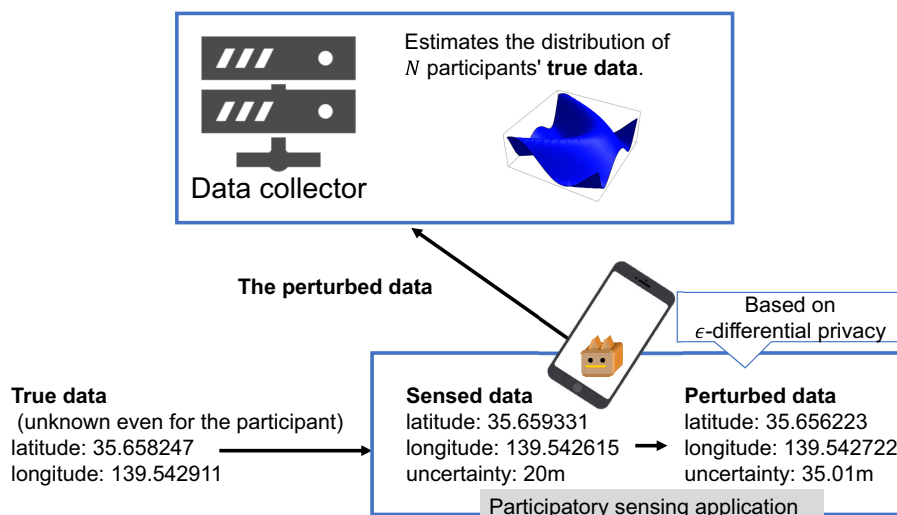 Estimates the distribution of
N participants' true data.
Data collector
The perturbed data
Based on
ϵ-differential privacy
True data
(unknown even for the participant)
latitude: 35.658247
longitude: 139.542911
Sensed data
latitude: 35.659331
longitude: 139.542615
uncertainty: 20m
Perturbed data
latitude: 35.656223
longitude: 139.542722
uncertainty: 35.01m
Participatory sensing application